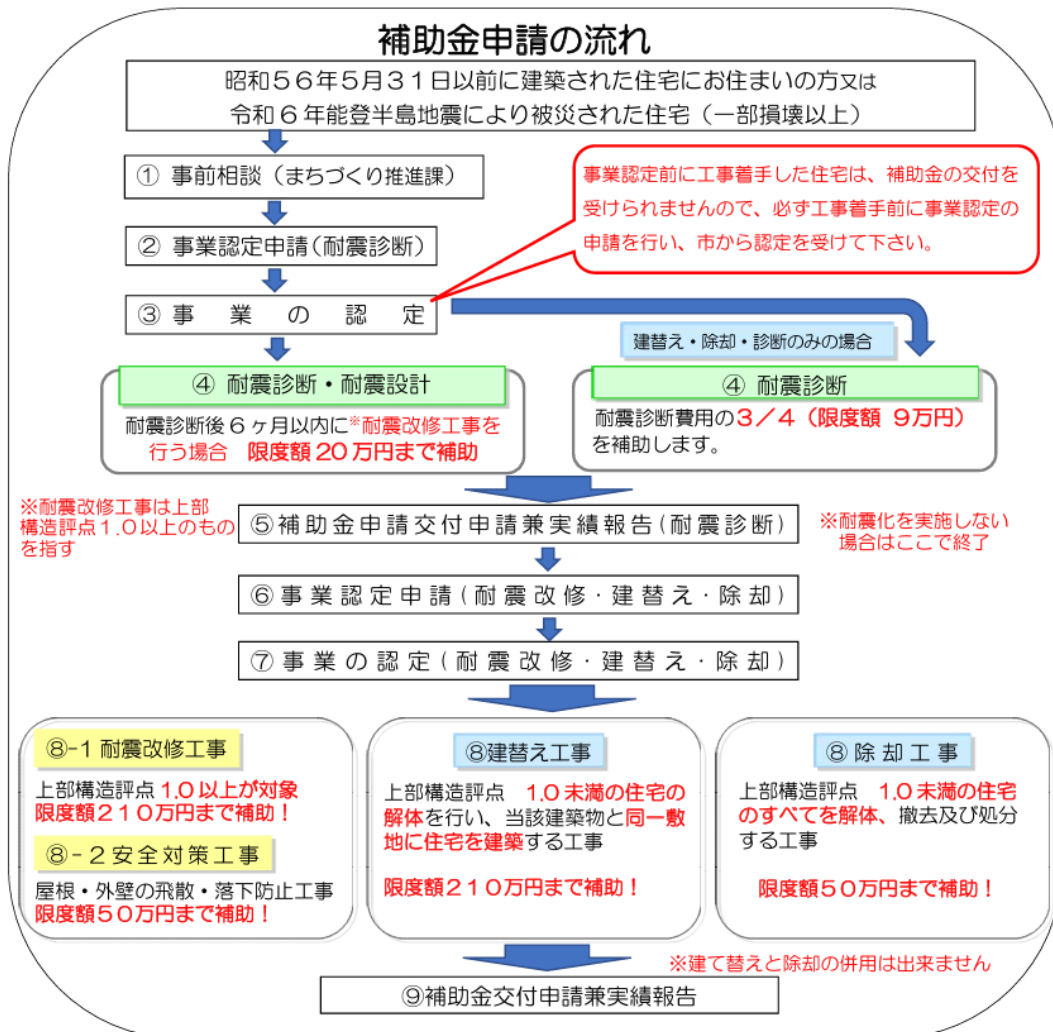 補助金申請の流れ
昭和56年5月31日以前に建築された住宅にお住まいの方又は
令和6年能登半島地震により被災された住宅（一部損壊以上）
① 事前相談（まちづくり推進課）
事業認定前に工事着手した住宅は、補助金の交付を
受けられませんので、必ず工事着手前に事業認定の
申請を行い、市から認定を受けて下さい。
② 事業認定申請（耐震診断）
③ 事　業　の　認　定
建替え・除却・診断のみの場合
④ 耐震診断・耐震設計
耐震診断後6ヶ月以内に※耐震改修工事を
行う場合　限度額20万円まで補助
④ 耐震診断
耐震診断費用の3／4（限度額 9万円）
を補助します。
※耐震改修工事は上部
構造評点1.0以上のもの
を指す
⑤補助金申請交付申請兼実績報告（耐震診断）
※耐震化を実施しない
場合はここで終了
⑥事業認定申請（耐震改修・建替え・除却）
⑦事業の認定（耐震改修・建替え・除却）
⑧-1 耐震改修工事
上部構造評点 1.0以上が対象
限度額210万円まで補助！
⑧-2安全対策工事
屋根・外壁の飛散・落下防止工事
限度額50万円まで補助！
⑧建替え工事
上部構造評点　1.0未満の住宅の
解体を行い、当該建築物と同一敷
地に住宅を建築する工事
限度額210万円まで補助！
⑧除却工事
上部構造評点　1.0未満の住宅
のすべてを解体、撤去及び処分
する工事
限度額50万円まで補助！
※建て替えと除却の併用は出来ません
⑨補助金交付申請兼実績報告